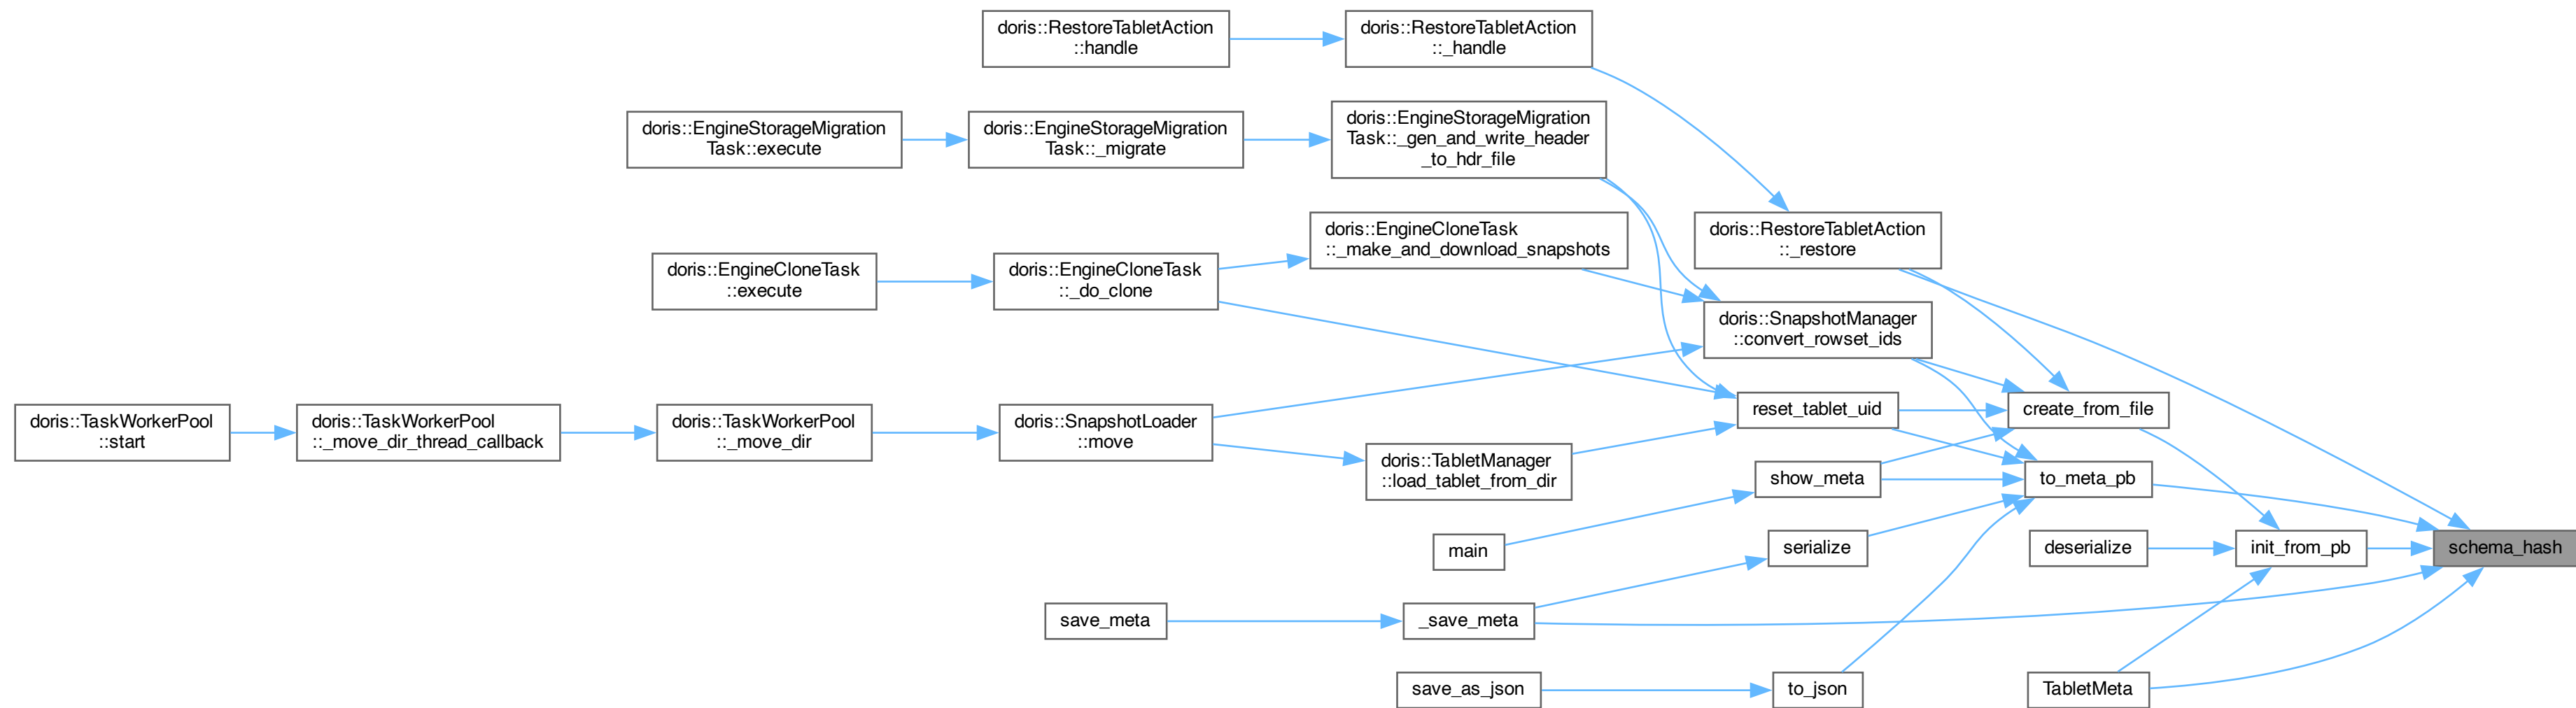 doris::RestoreTabletAction
::handle
doris::RestoreTabletAction
::_handle
doris::EngineStorageMigration
Task::execute
doris::EngineStorageMigration
Task::_migrate
doris::EngineStorageMigration
Task::_gen_and_write_header
_to_hdr_file
doris::EngineCloneTask
::execute
doris::EngineCloneTask
::_do_clone
doris::EngineCloneTask
::_make_and_download_snapshots
doris::RestoreTabletAction
::_restore
doris::SnapshotManager
::convert_rowset_ids
doris::TaskWorkerPool
::start
doris::TaskWorkerPool
::_move_dir_thread_callback
doris::TaskWorkerPool
::_move_dir
doris::SnapshotLoader
::move
doris::TabletManager
::load_tablet_from_dir
reset_tablet_uid
create_from_file
show_meta
to_meta_pb
main
serialize
deserialize
init_from_pb
schema_hash
save_meta
_save_meta
save_as_json
to_json
TabletMeta